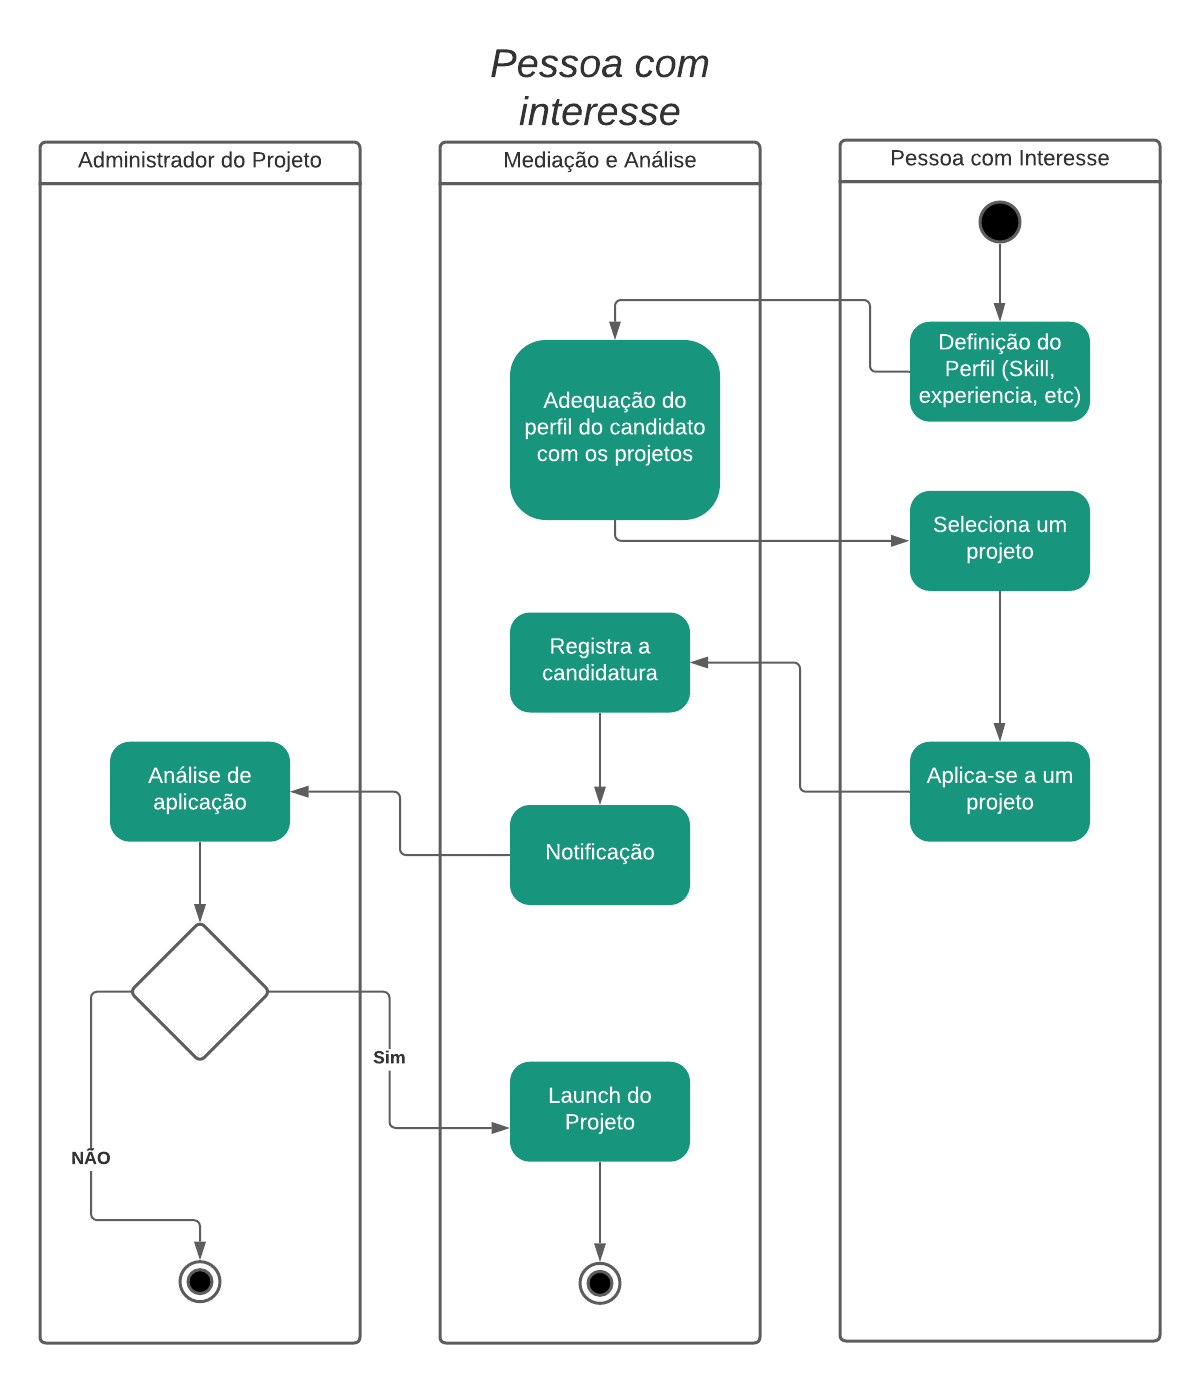 Pessoa com
interesse
Administrador do Projeto
Mediação e Análise
Pessoa com Interesse
Definição do
Perfil (Skill,
experiencia, etc)
Adequação do
perfil do candidato
com os projetos
Seleciona um
projeto
Registra a
candidatura
Análise de
aplicação
Aplica-se a um
projeto
Notificação
Sim
Launch do
Projeto
NÃO